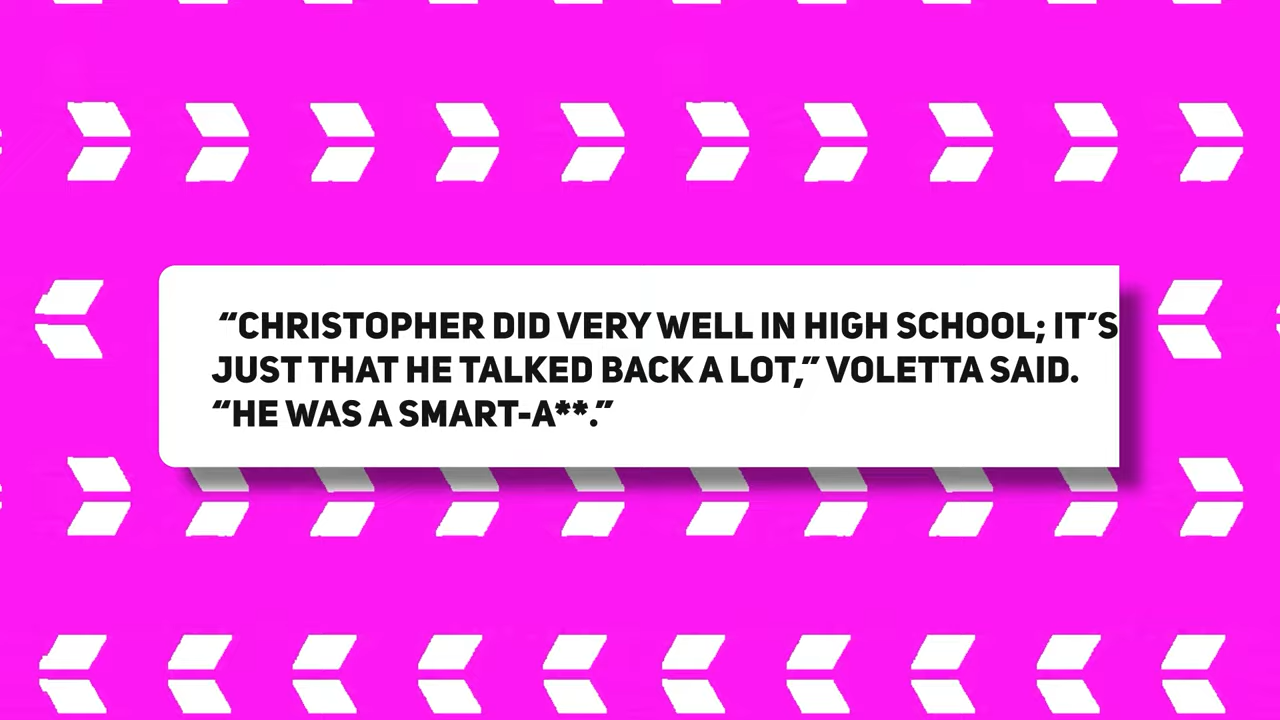 “CHRISTOPHER DID VERY WELL IN HIGH SCHOOL; IT’S
JUST THAT HE TALKED BACK A LOT,” VOLETTA SAID.
“HE WAS A SMART-A**.”